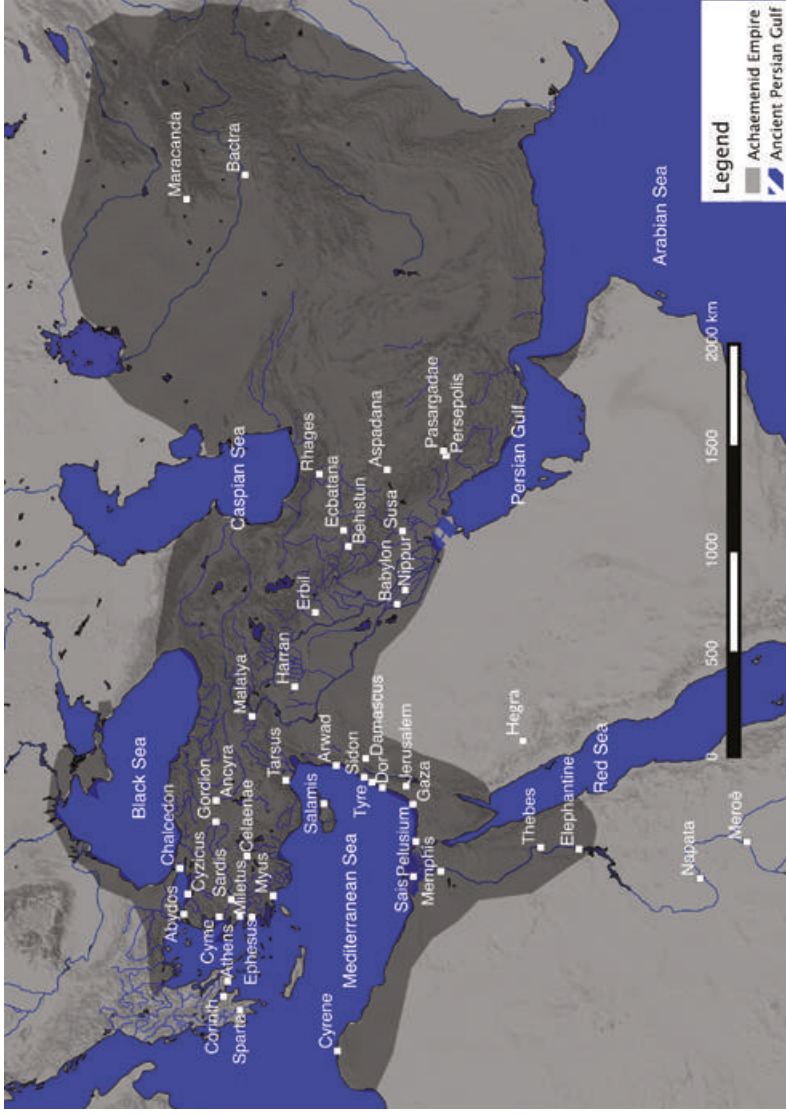 Black Sea
Caspian Sea
Maracanda
Bactra
Chalcedon
Abydos
Cyzicus
Gordion
Ancyra
Malatya
Cyme
Sardis
Celaenae
Corinth
Athens
Miletus
Sparta
Ephesus
Myus
Tarsus
Harran
Erbil
Rhages
Ecbatana
Behistun
Salamis
Arwad
Mediterranean Sea
Cyrene
Sidon
Damascus
Tyre
Dor
Babylon
Nippur
Susa
Aspadana
Jerusalem
Gaza
Sais
Pelusium
Memphis
Pasargadae
Persepolis
Persian Gulf
Hegra
Thebes
Elephantine
Red Sea
Arabian Sea
Napata
Meroë
0
500
1000
1500
2000 km
Legend
Achaemenid Empire
Ancient Persian Gulf